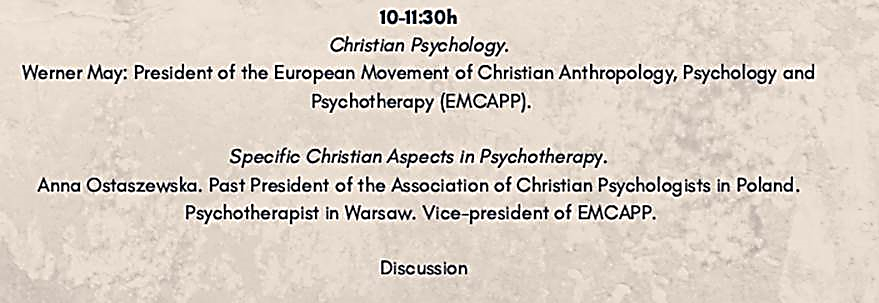 10-11:30h
Christian Psychology.
Werner May: President of the European Movement of Christian Anthropology, Psychology and
Psychotherapy (EMCAPP).
Specific Christian Aspects in Psychotherapy.
Anna Ostaszewska. Past President of the Association of Christian Psychologists in Poland.
Psychotherapist in Warsaw. Vice-president of EMCAPP.
Discussion